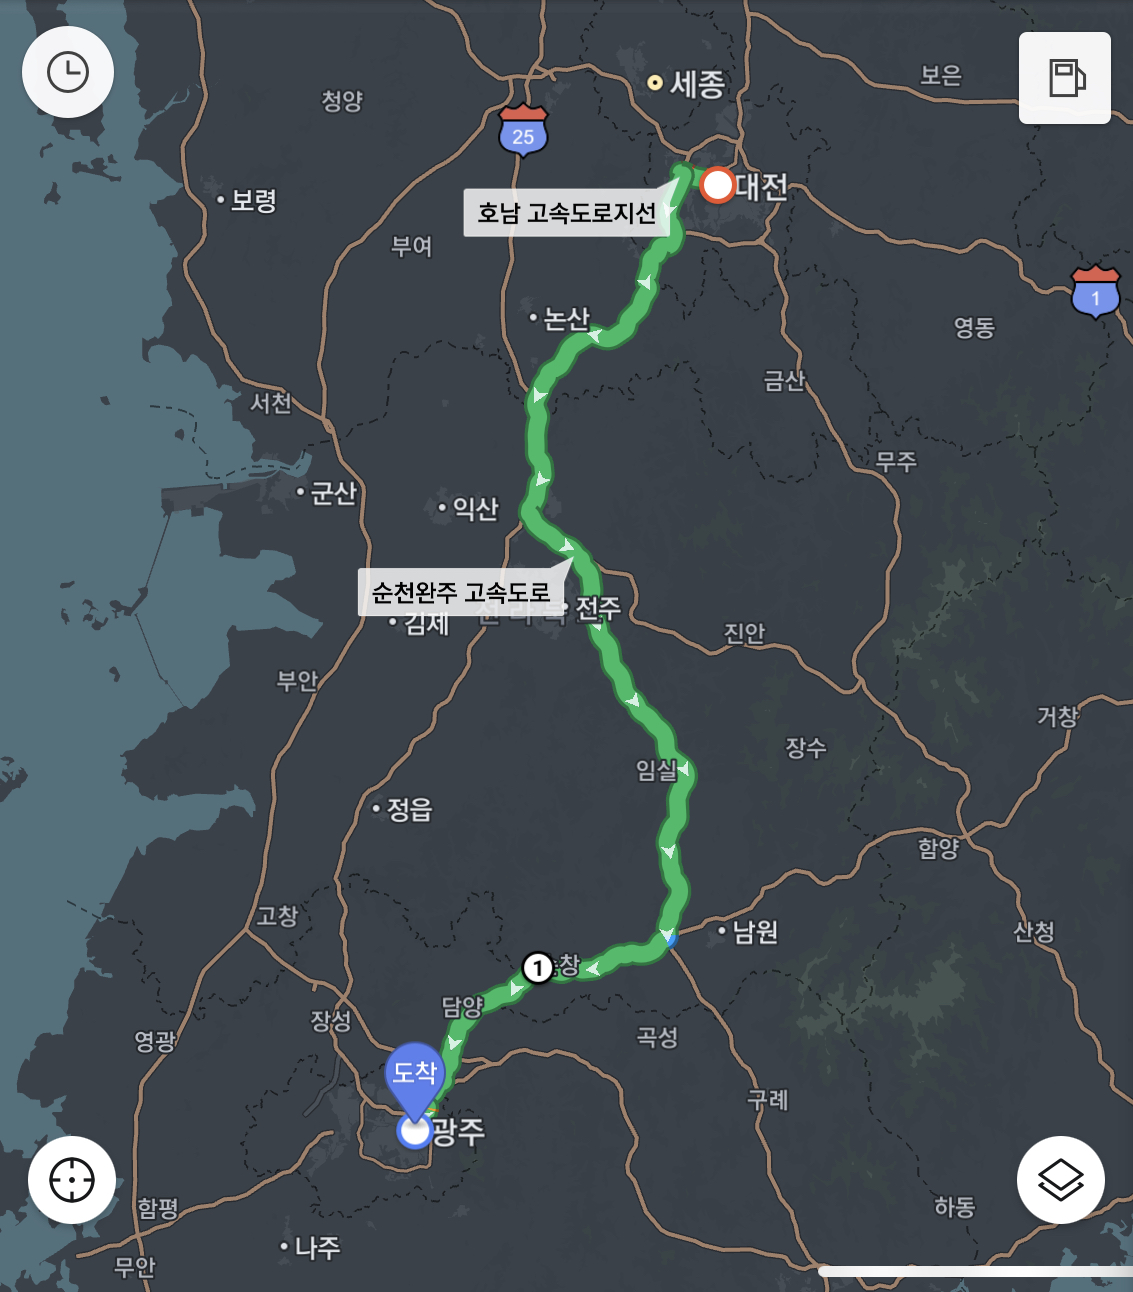 세종
보은
청양
25
대전
보령
호남 고속도로지선
부여
1
논산
영동
금산
서천
무주
군산
익산
순천완주 고속도로
전주
김제
진안
부안
거창
장수
임실
정읍
함양
고창
남원
산청
1
창
담양
장성
영광
곡성
도착
구례
광주
함평
하동
나주
무안